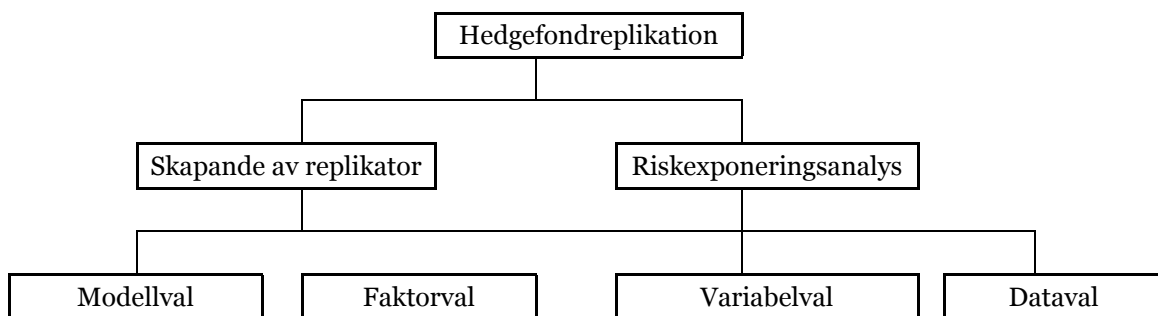 Hedgefondreplikation
Skapande av replikator
Riskexponeringsanalys
Modellval
Faktorval
Variabelval
Dataval